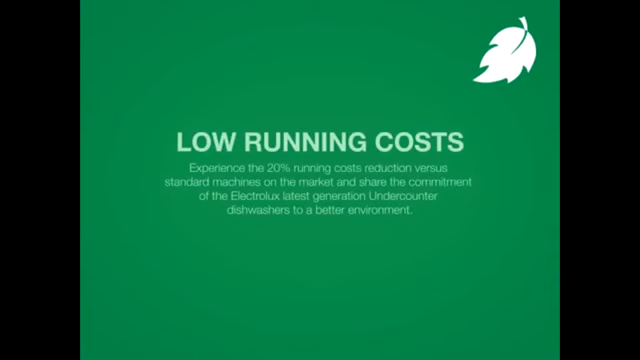 LOW RUNNING COSTS
Experience the 20% running costs reduction versus
standard machines on the market and share the commitment
of the Electrolux latest generation Undercounter
dishwashers to a better environment.